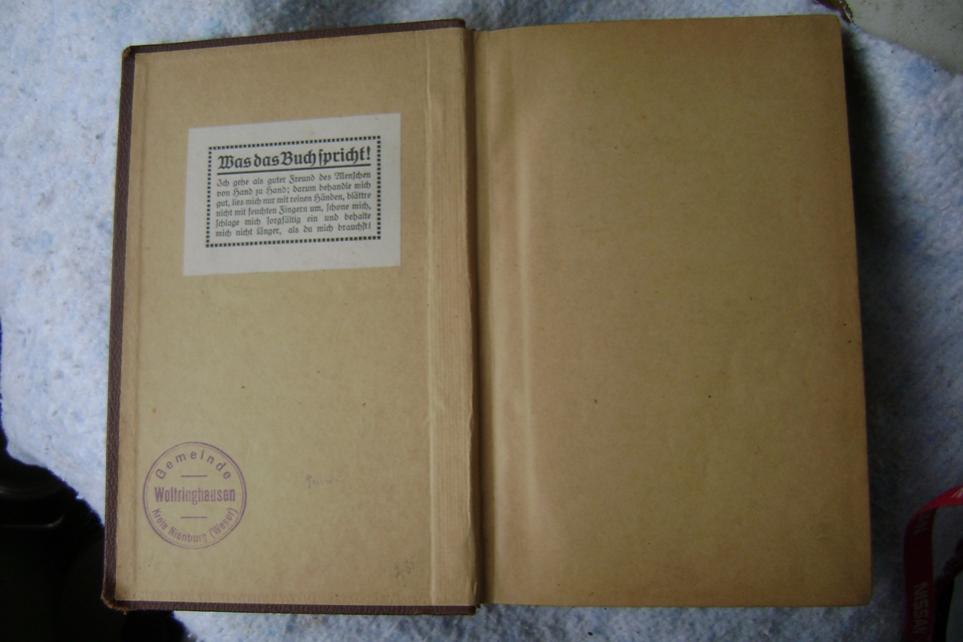 Was das Buch spricht!
Ich gehe als guter Freund des Menschen
von Hand zu Hand; darum behandle mich
gut, lies mich nur mit reinen Händen, blättre
nicht mit feuchten Fingern um, schone mich,
schlage mich sorgfältig ein und behalte
mich nicht länger, als du mich brauchst!
Gemeinde
Woltringhausen
Kreis Nienburg (Weser)